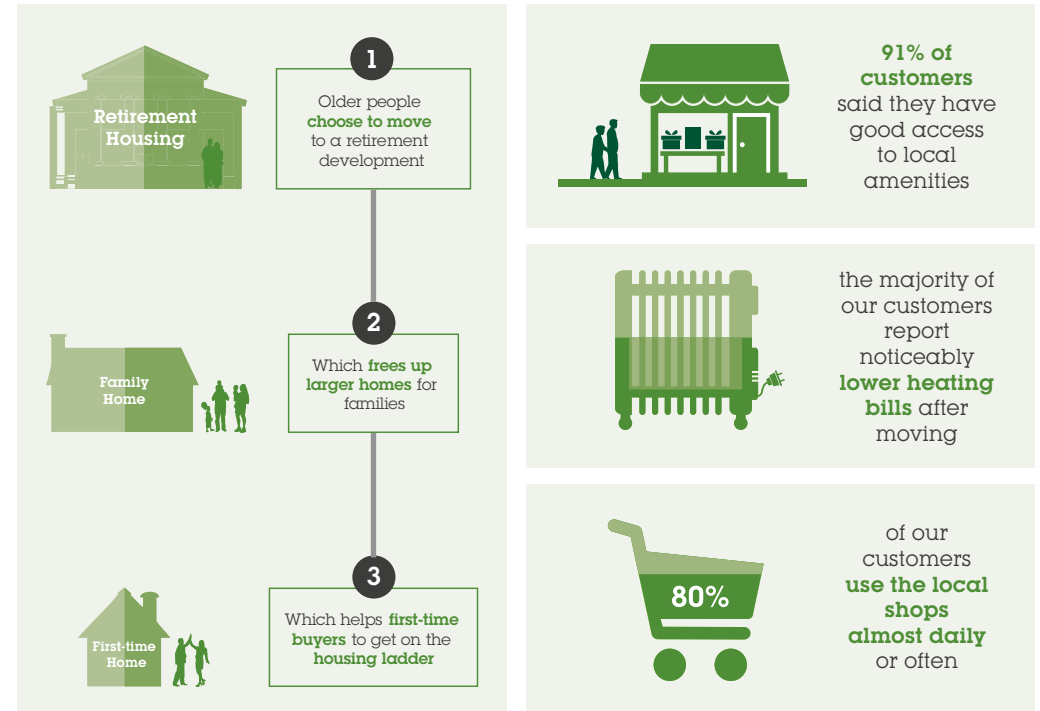 Retirement
Housing
1
Older people
choose to move
to a retirement
development
Family
Home
2
Which frees up
larger homes for
families
First-time
Home
3
Which helps first-time
buyers to get on the
housing ladder
91% of
customers
said they have
good access
to local
amenities
the majority of
our customers
report
noticeably
lower heating
bills after
moving
80%
of our
customers
use the local
shops
almost daily
or often